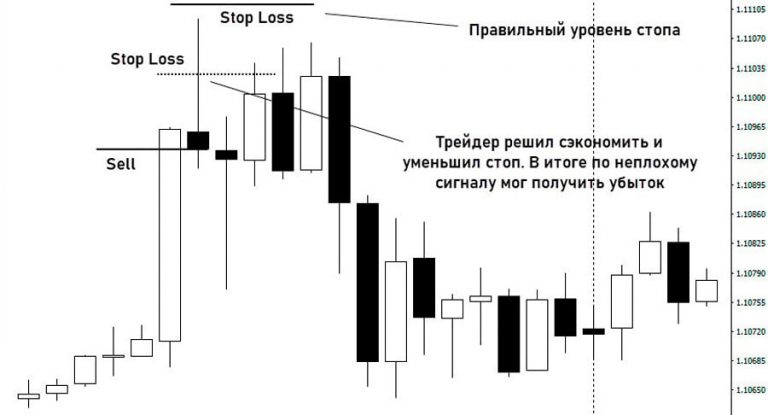 Stop Loss
Правильный уровень стопа
Stop Loss
Трейдер решил сэкономить и
уменьшил стоп. В итоге по неплохому
сигналу мог получить убыток
Sell
1.11105
1.11070
1.11035
1.11000
1.10965
1.10930
1.10895
1.10860
1.10825
1.10790
1.10755
1.10720
1.10685
1.10650